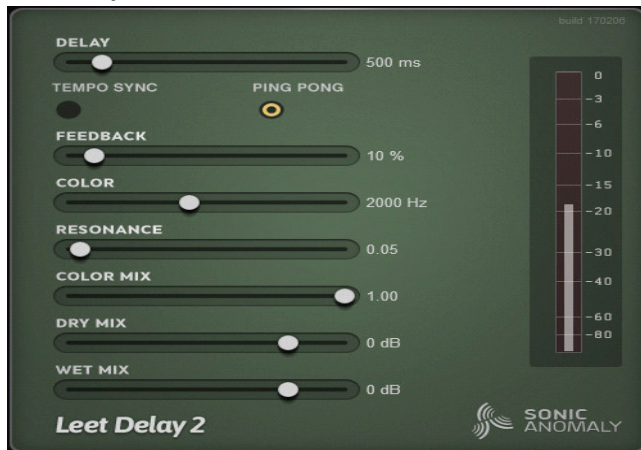 build 170206
DELAY
500 ms
TEMPO SYNC PING PONG
FEEDBACK
10 %
COLOR
2000 Hz
RESONANCE
0.05
COLOR MIX
1.00
DRY MIX
0 dB
WET MIX
0 dB
Leet Delay 2
0
-3
-6
-10
-15
-20
-30
-40
-60
-80
SONIC
ANOMALY